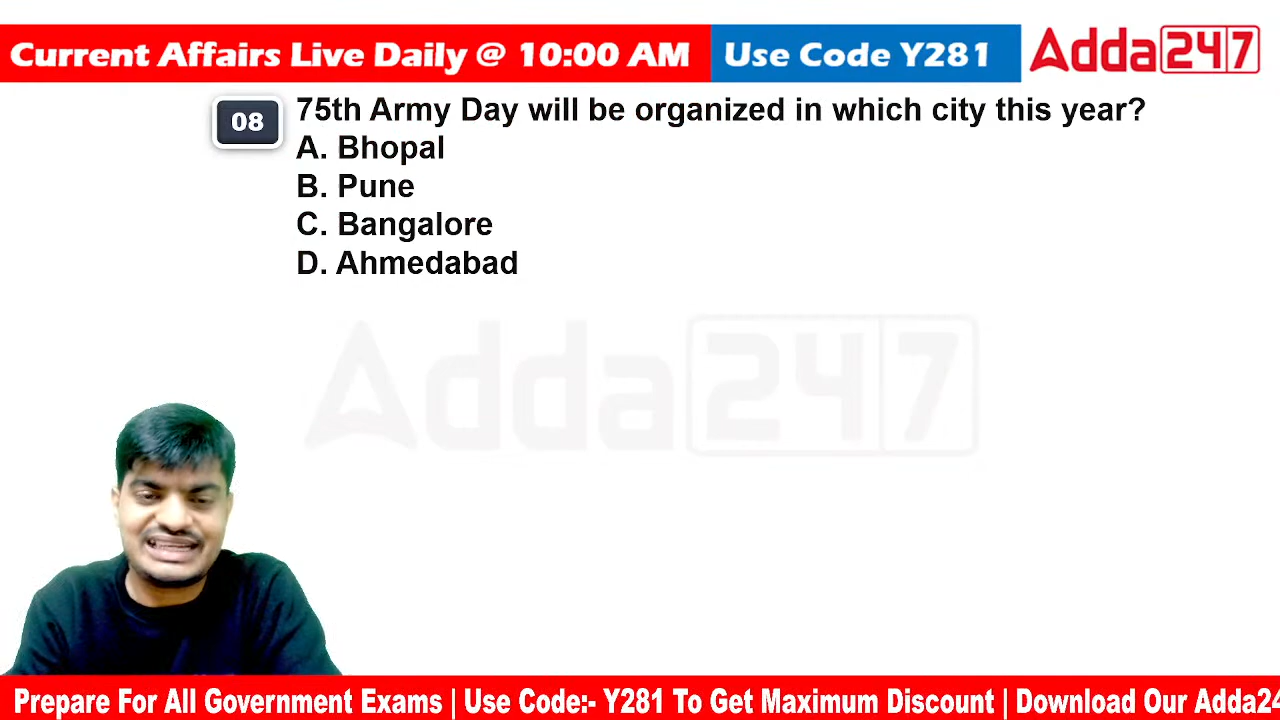 Current Affairs Live Daily @ 10:00 AM
Use Code Y281
Adda247
08
75th Army Day will be organized in which city this year?
A. Bhopal
B. Pune
C. Bangalore
D. Ahmedabad
Adda247
Prepare For All Government Exams | Use Code:- Y281 To Get Maximum Discount | Download Our Adda24